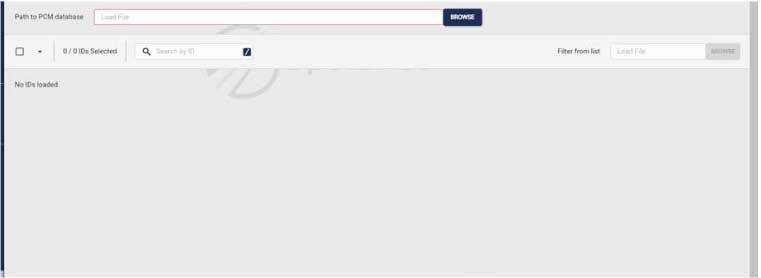 Path to PCM database Load File BROWSE
0 / 0 IDs Selected Search by ID Filter from list Load File BROWSE
No IDs loaded.